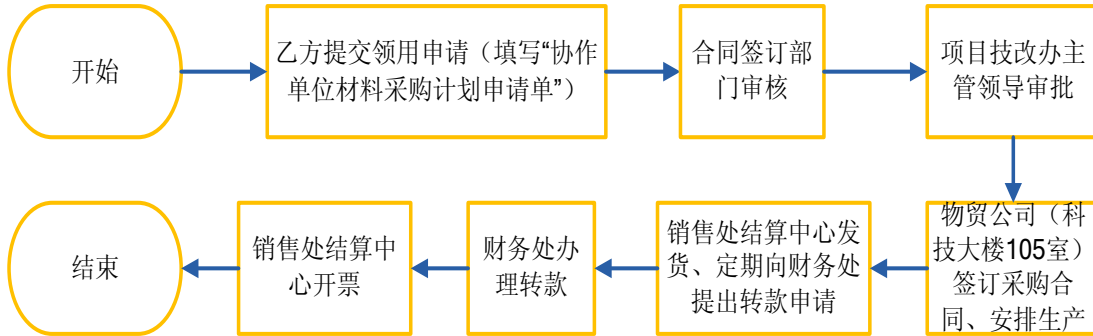 开始
乙方提交领用申请（填写“协作
单位材料采购计划申请单”）
合同签订部
门审核
项目技改办主
管领导审批
物贸公司（科
技大楼105室）
签订采购合
同、安排生产
销售处结算中心发
货、定期向财务处
提出转款申请
财务处办
理转款
销售处结算中
心开票
结束